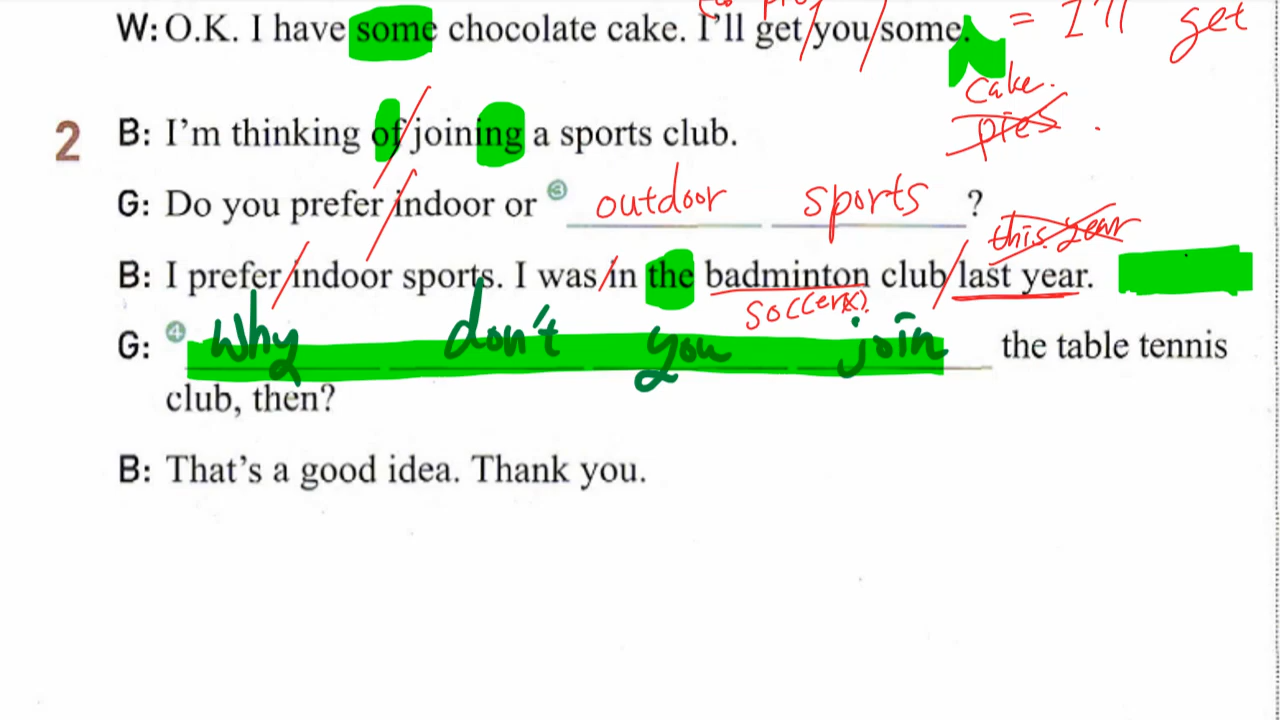 W: O.K. I have some chocolate cake. I'll get you some. = I'll get
cake.
pies.
2 B: I'm thinking of joining a sports club.
G: Do you prefer indoor or ③ outdoor sports ?
this year
B: I prefer indoor sports. I was in the badminton club last year.
soccer(x).
G: ④ Why don't you join the table tennis
club, then?
B: That's a good idea. Thank you.